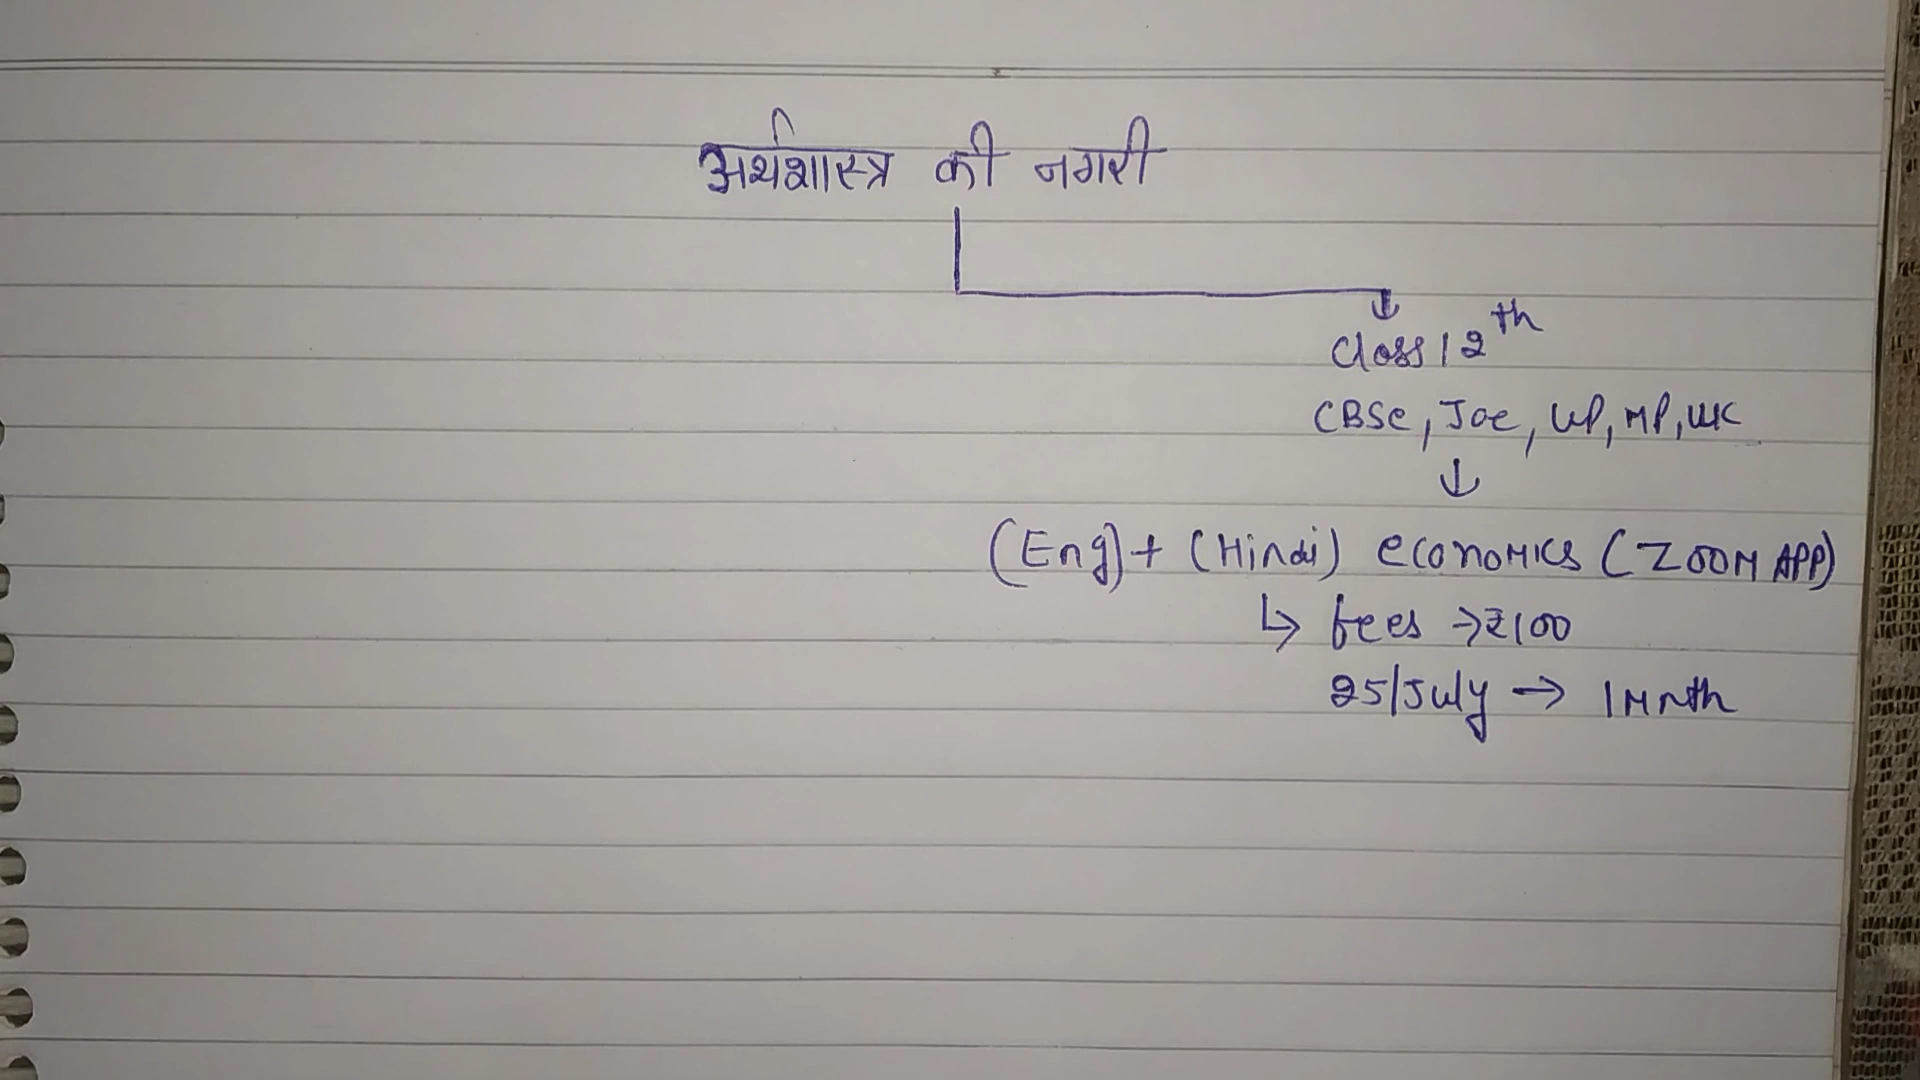 अर्थशास्त्र की नगरी
Class 12th
CBSE, Jac, UP, MP, UK
(Eng) + (Hindi) economics (ZOOM APP)
fees → ₹100
25/July → 1 Mnth